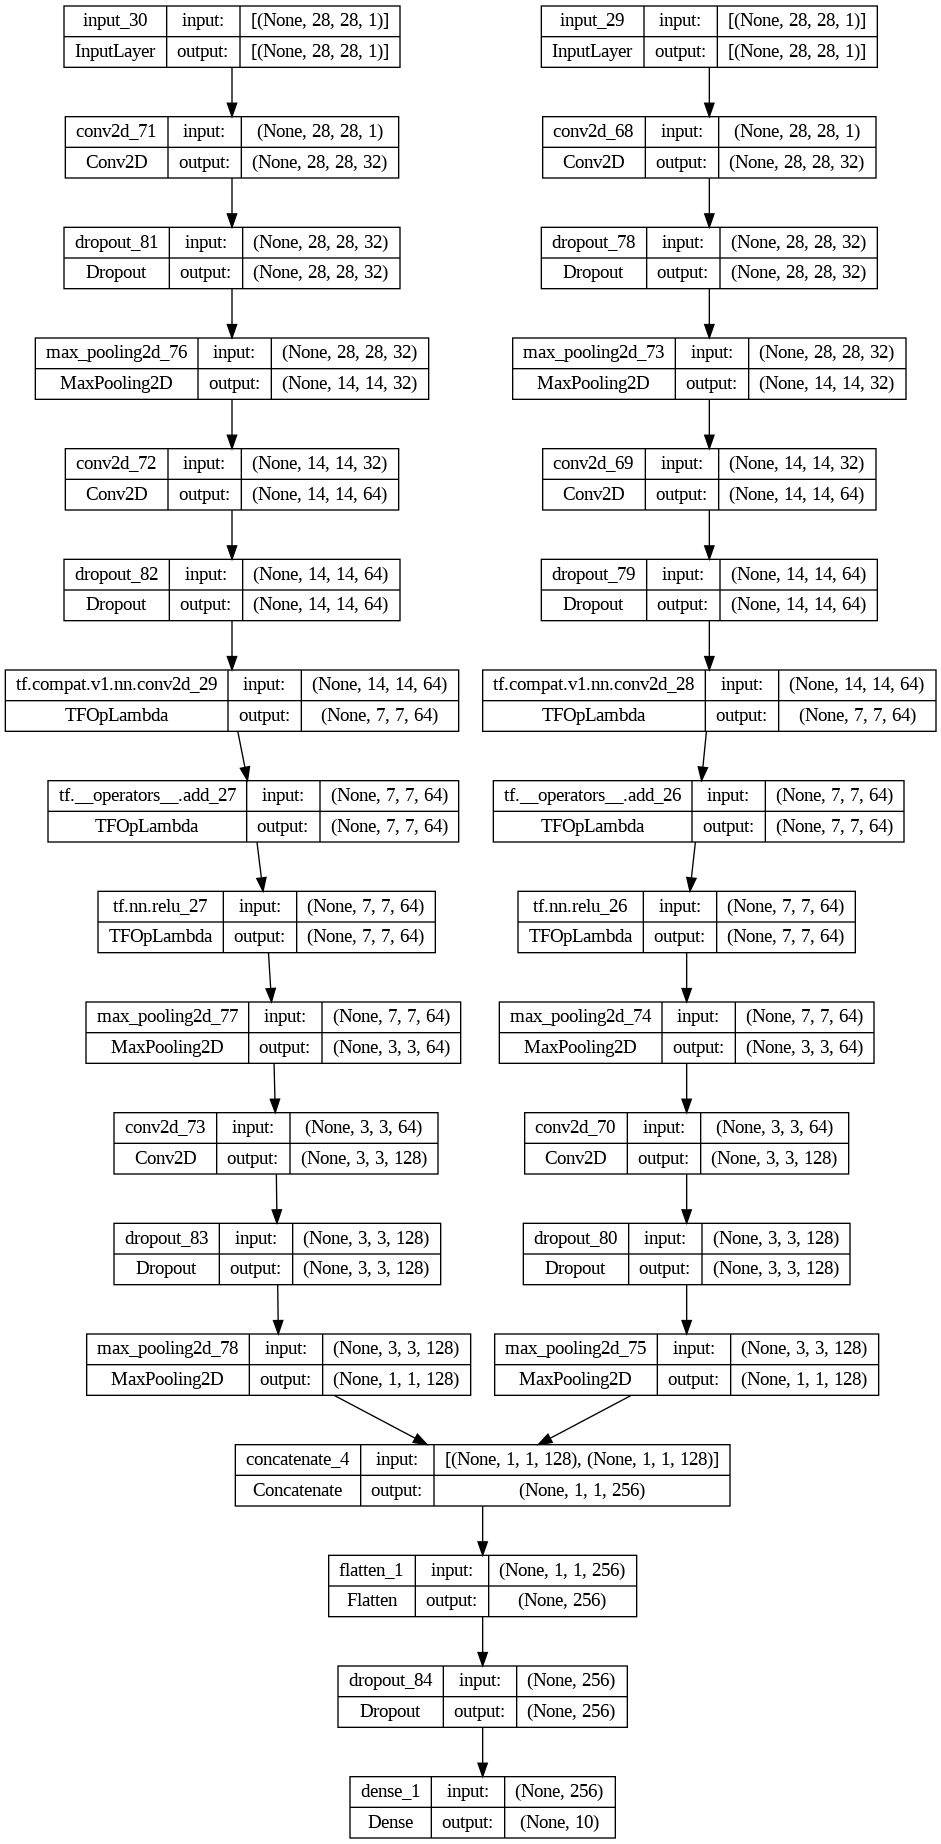 input_30 input: [(None, 28, 28, 1)]
InputLayer output: [(None, 28, 28, 1)]
input_29 input: [(None, 28, 28, 1)]
InputLayer output: [(None, 28, 28, 1)]
conv2d_71 input: (None, 28, 28, 1)
Conv2D output: (None, 28, 28, 32)
conv2d_68 input: (None, 28, 28, 1)
Conv2D output: (None, 28, 28, 32)
dropout_81 input: (None, 28, 28, 32)
Dropout output: (None, 28, 28, 32)
dropout_78 input: (None, 28, 28, 32)
Dropout output: (None, 28, 28, 32)
max_pooling2d_76 input: (None, 28, 28, 32)
MaxPooling2D output: (None, 14, 14, 32)
max_pooling2d_73 input: (None, 28, 28, 32)
MaxPooling2D output: (None, 14, 14, 32)
conv2d_72 input: (None, 14, 14, 32)
Conv2D output: (None, 14, 14, 64)
conv2d_69 input: (None, 14, 14, 32)
Conv2D output: (None, 14, 14, 64)
dropout_82 input: (None, 14, 14, 64)
Dropout output: (None, 14, 14, 64)
dropout_79 input: (None, 14, 14, 64)
Dropout output: (None, 14, 14, 64)
tf.compat.v1.nn.conv2d_29 input: (None, 14, 14, 64)
TFOpLambda output: (None, 7, 7, 64)
tf.compat.v1.nn.conv2d_28 input: (None, 14, 14, 64)
TFOpLambda output: (None, 7, 7, 64)
tf.__operators__.add_27 input: (None, 7, 7, 64)
TFOpLambda output: (None, 7, 7, 64)
tf.__operators__.add_26 input: (None, 7, 7, 64)
TFOpLambda output: (None, 7, 7, 64)
tf.nn.relu_27 input: (None, 7, 7, 64)
TFOpLambda output: (None, 7, 7, 64)
tf.nn.relu_26 input: (None, 7, 7, 64)
TFOpLambda output: (None, 7, 7, 64)
max_pooling2d_77 input: (None, 7, 7, 64)
MaxPooling2D output: (None, 3, 3, 64)
max_pooling2d_74 input: (None, 7, 7, 64)
MaxPooling2D output: (None, 3, 3, 64)
conv2d_73 input: (None, 3, 3, 64)
Conv2D output: (None, 3, 3, 128)
conv2d_70 input: (None, 3, 3, 64)
Conv2D output: (None, 3, 3, 128)
dropout_83 input: (None, 3, 3, 128)
Dropout output: (None, 3, 3, 128)
dropout_80 input: (None, 3, 3, 128)
Dropout output: (None, 3, 3, 128)
max_pooling2d_78 input: (None, 3, 3, 128)
MaxPooling2D output: (None, 1, 1, 128)
max_pooling2d_75 input: (None, 3, 3, 128)
MaxPooling2D output: (None, 1, 1, 128)
concatenate_4 input: [(None, 1, 1, 128), (None, 1, 1, 128)]
Concatenate output: (None, 1, 1, 256)
flatten_1 input: (None, 1, 1, 256)
Flatten output: (None, 256)
dropout_84 input: (None, 256)
Dropout output: (None, 256)
dense_1 input: (None, 256)
Dense output: (None, 10)